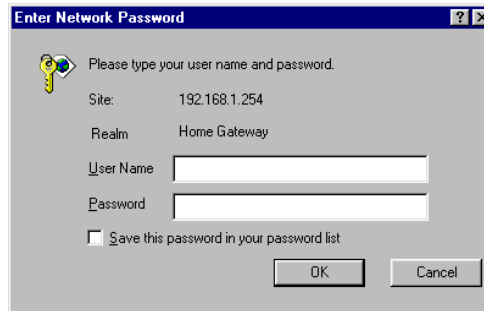 Enter Network Password
Please type your user name and password.
Site: 192.168.1.254
Realm Home Gateway
User Name
Password
Save this password in your password list
OK Cancel